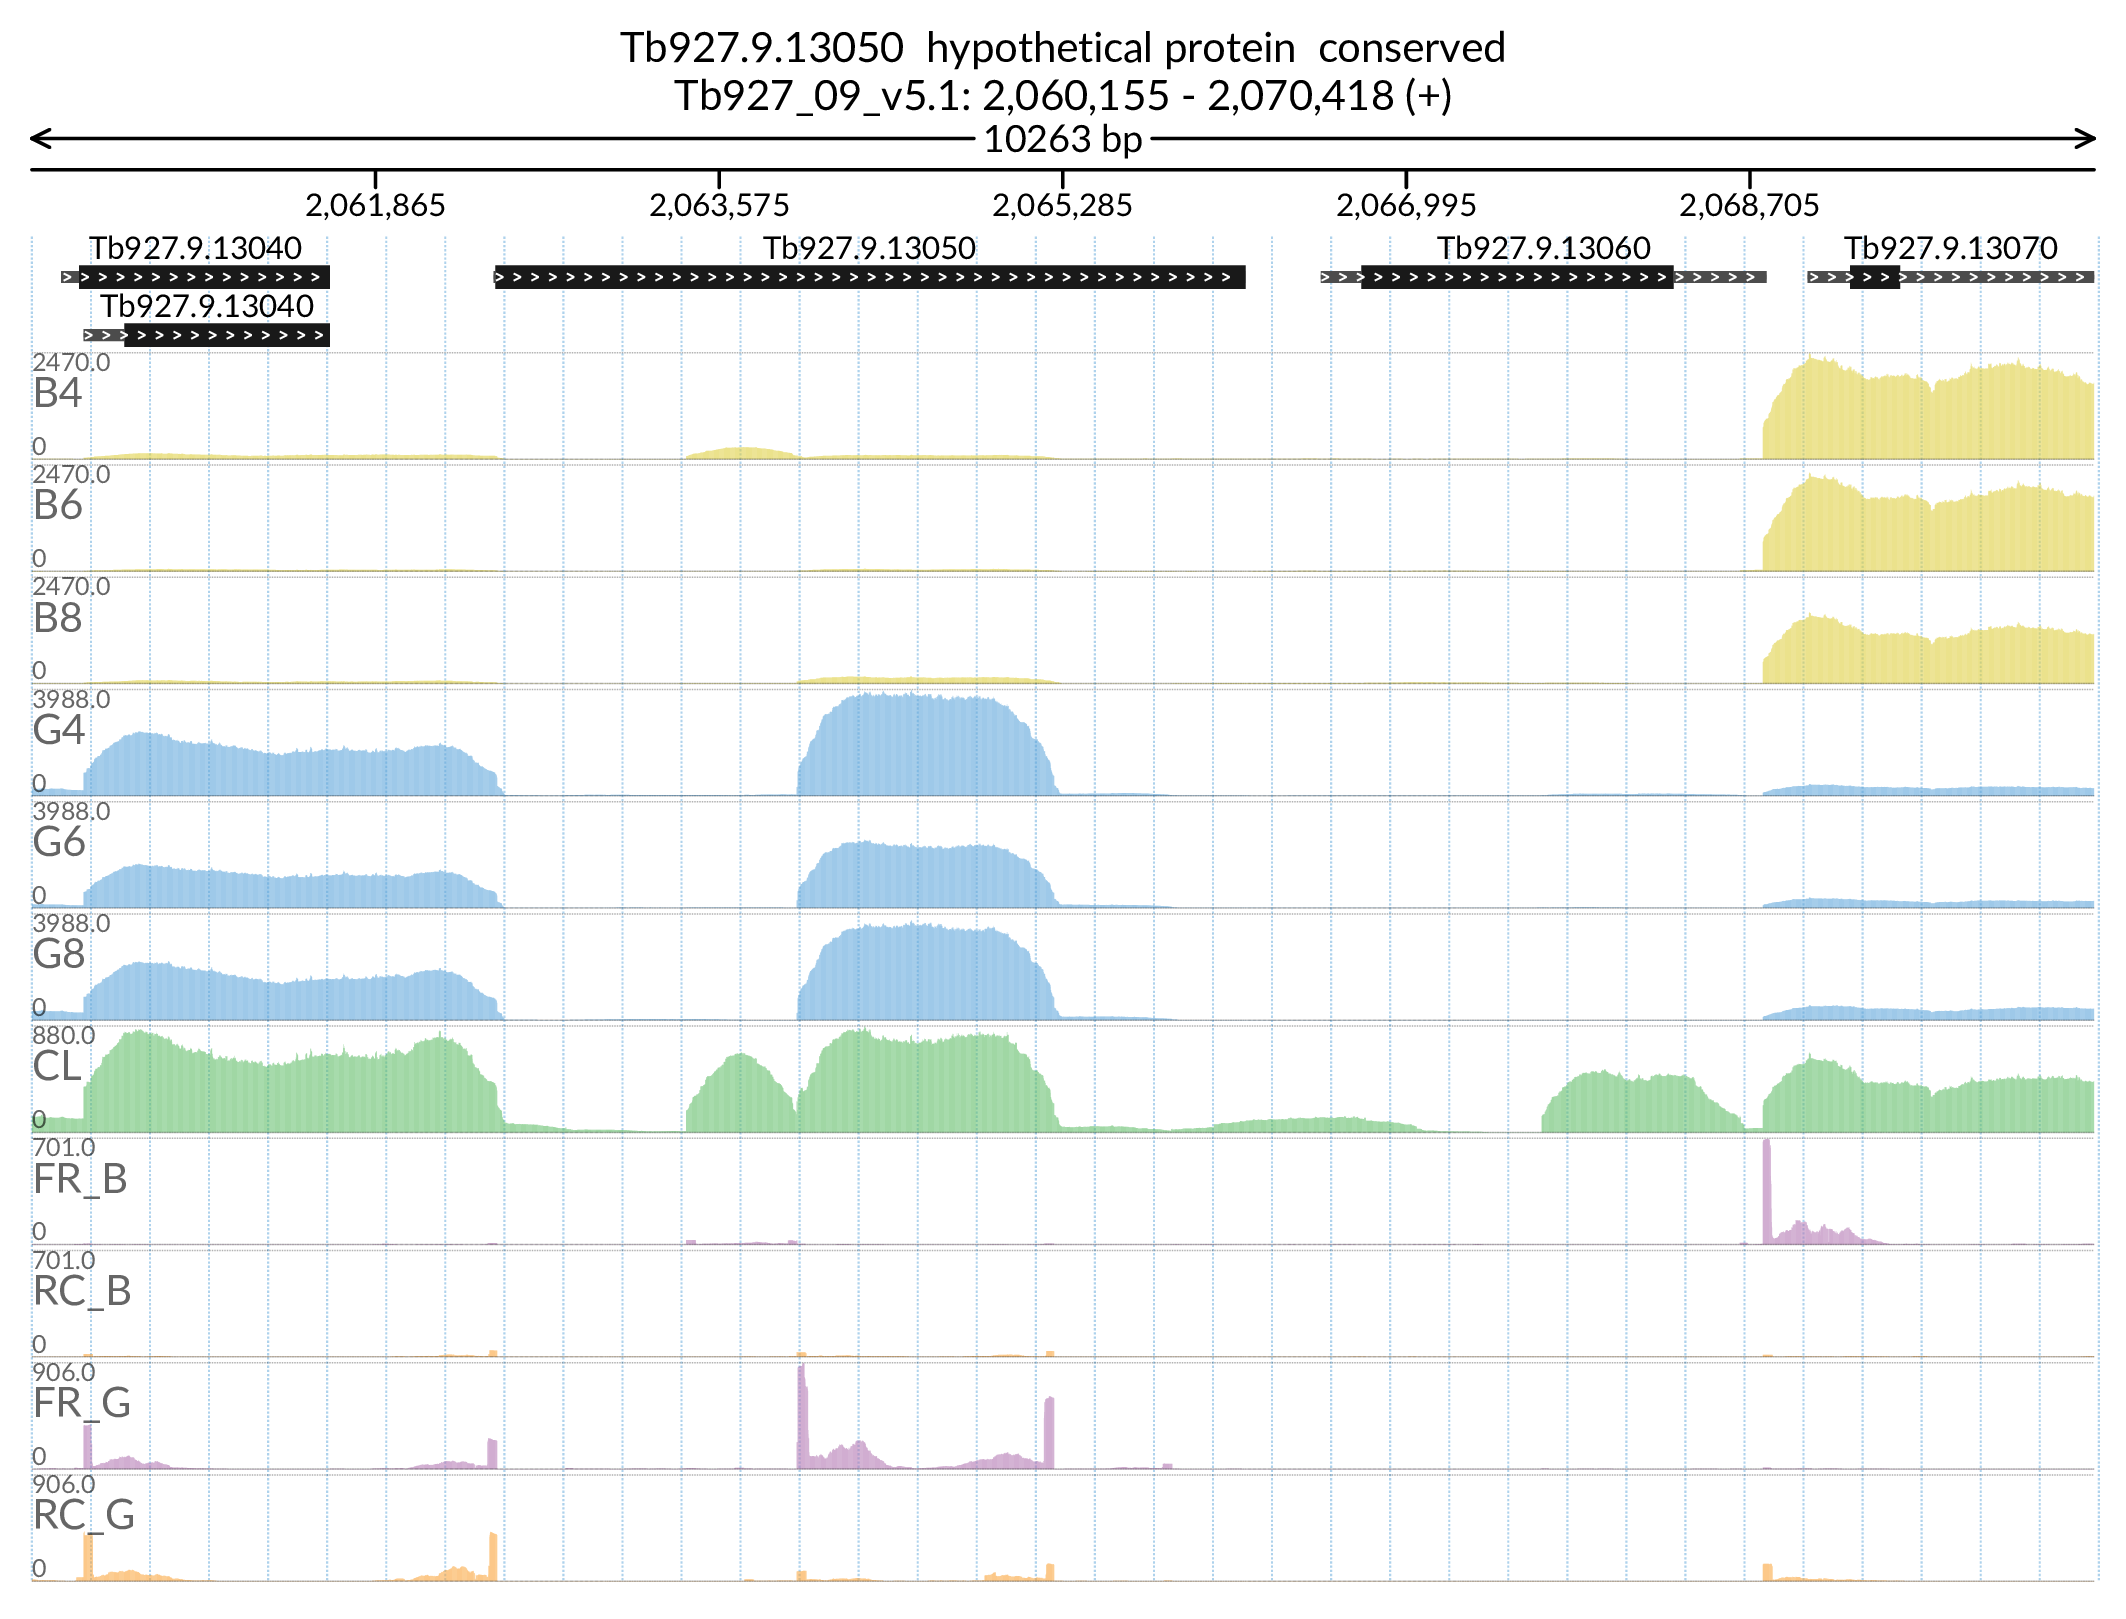 Tb927.9.13050  hypothetical protein  conserved
Tb927_09_v5.1: 2,060,155 - 2,070,418 (+)
10263 bp
2,061,865 2,063,575 2,065,285 2,066,995 2,068,705
Tb927.9.13040 Tb927.9.13050 Tb927.9.13060 Tb927.9.13070
Tb927.9.13040
2470.0
B4
0
2470.0
B6
0
2470.0
B8
0
3988.0
G4
0
3988.0
G6
0
3988.0
G8
0
880.0
CL
0
701.0
FR_B
0
701.0
RC_B
0
906.0
FR_G
0
906.0
RC_G
0